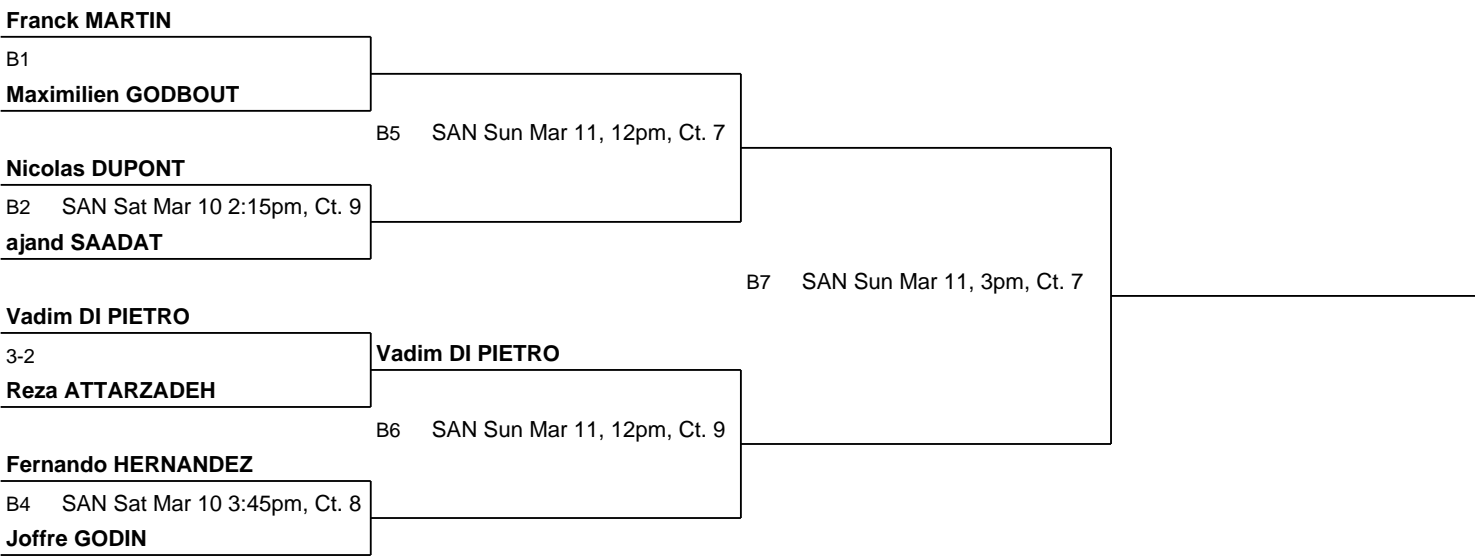 Franck MARTIN
B1
Maximilien GODBOUT
B5 SAN Sun Mar 11, 12pm, Ct. 7
Nicolas DUPONT
B2 SAN Sat Mar 10 2:15pm, Ct. 9
ajand SAADAT
B7 SAN Sun Mar 11, 3pm, Ct. 7
Vadim DI PIETRO
3-2
Vadim DI PIETRO
Reza ATTARZADEH
B6 SAN Sun Mar 11, 12pm, Ct. 9
Fernando HERNANDEZ
B4 SAN Sat Mar 10 3:45pm, Ct. 8
Joffre GODIN